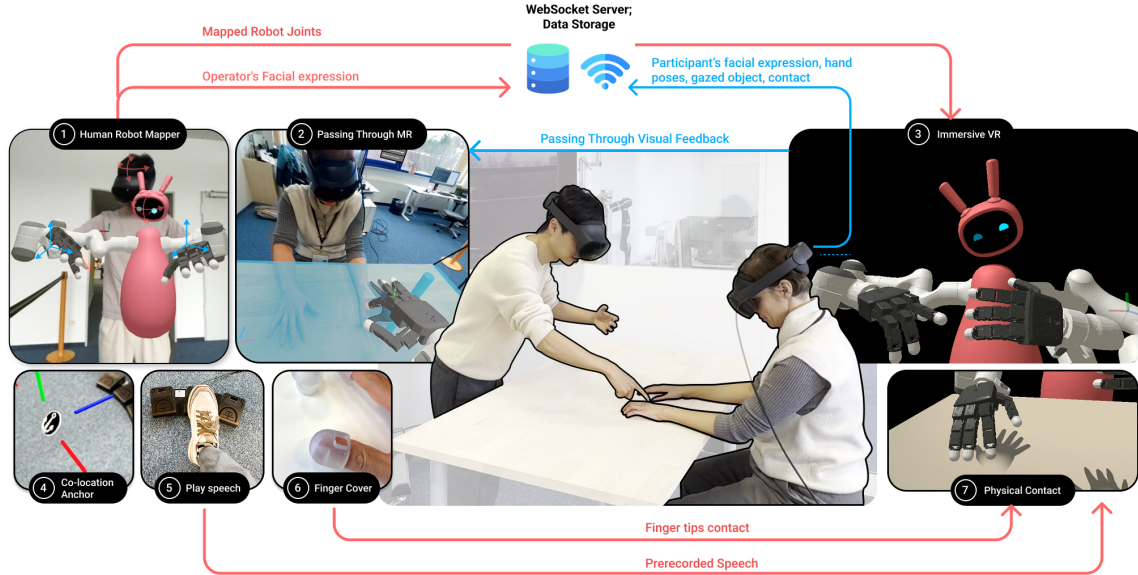 WebSocket Server;
Data Storage
Mapped Robot Joints
Operator's Facial expression
Participant's facial expression, hand
poses, gazed object, contact
1 Human Robot Mapper
2 Passing Through MR
Passing Through Visual Feedback
3 Immersive VR
4 Co-location
Anchor
5 Play speech
6 Finger Cover
7 Physical Contact
Finger tips contact
Prerecorded Speech